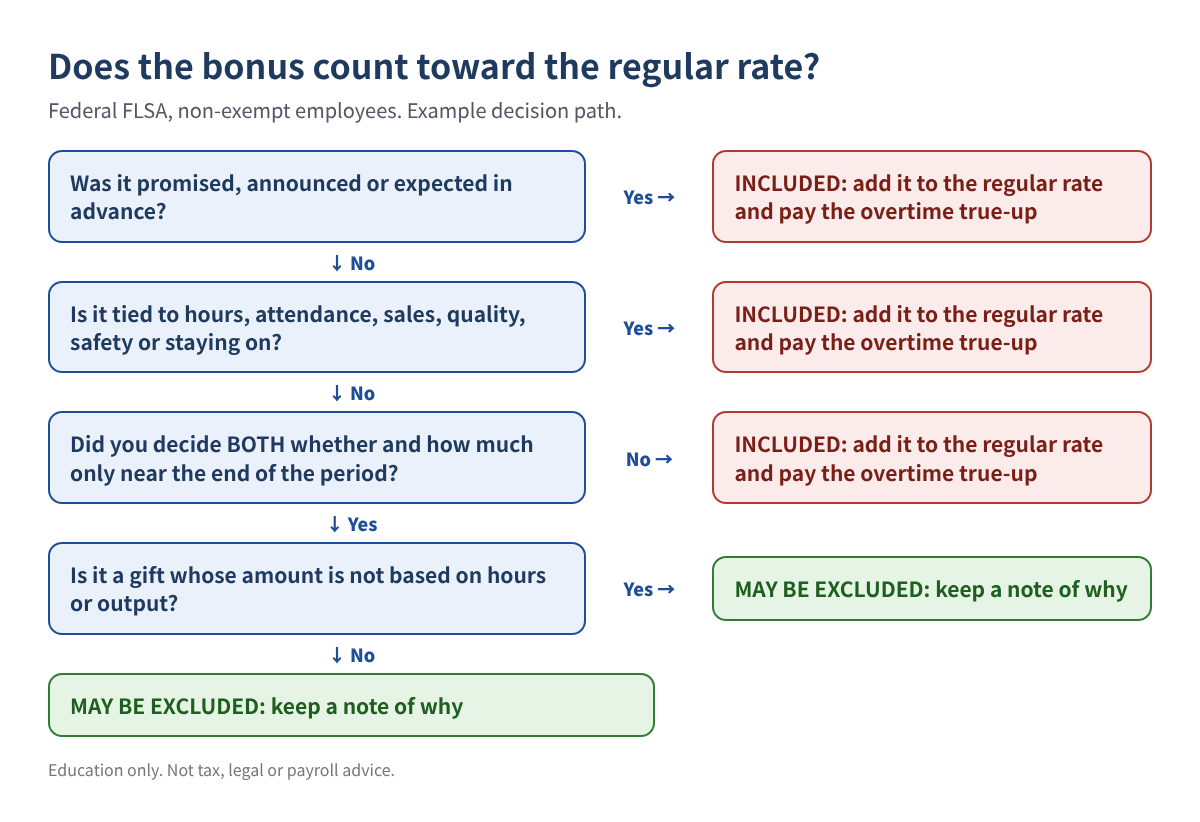 Does the bonus count toward the regular rate?
Federal FLSA, non-exempt employees. Example decision path.
Was it promised, announced or expected in
advance?
Yes →
INCLUDED: add it to the regular rate
and pay the overtime true-up
↓ No
Is it tied to hours, attendance, sales, quality,
safety or staying on?
Yes →
INCLUDED: add it to the regular rate
and pay the overtime true-up
↓ No
Did you decide BOTH whether and how much
only near the end of the period?
No →
INCLUDED: add it to the regular rate
and pay the overtime true-up
↓ Yes
Is it a gift whose amount is not based on hours
or output?
Yes →
MAY BE EXCLUDED: keep a note of why
↓ No
MAY BE EXCLUDED: keep a note of why
Education only. Not tax, legal or payroll advice.